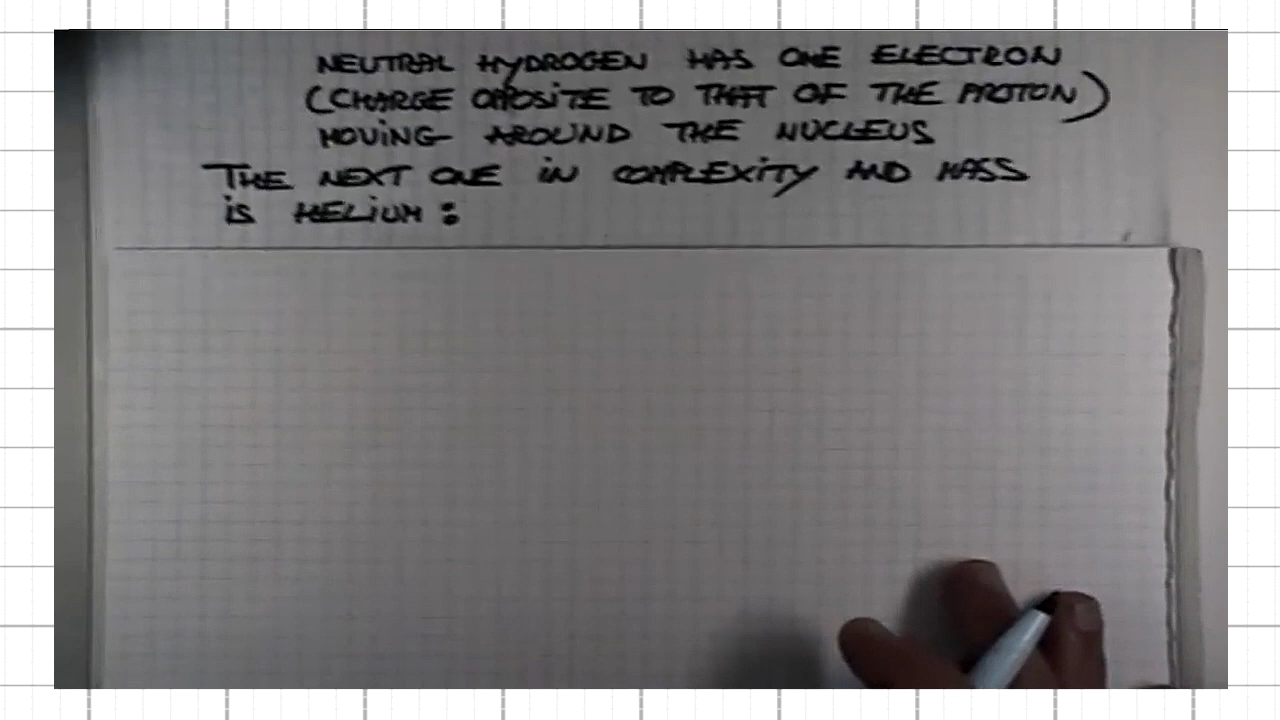 NEUTRAL HYDROGEN HAS ONE ELECTRON
(CHARGE OPPOSITE TO THAT OF THE PROTON)
MOVING AROUND THE NUCLEUS
THE NEXT ONE IN COMPLEXITY AND MASS
IS HELIUM: